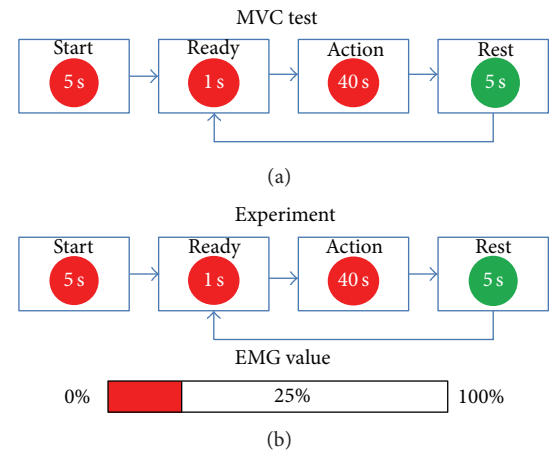 MVC test
Start Ready Action Rest
5 s 1 s 40 s 5 s
(a)
Experiment
Start Ready Action Rest
5 s 1 s 40 s 5 s
EMG value
0% 25% 100%
(b)